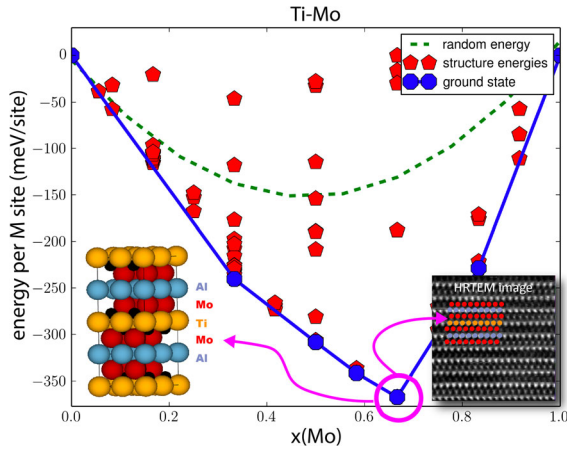 Ti-Mo
random energy
structure energies
ground state
energy per M site (meV/site)
0
−50
−100
−150
−200
−250
−300
−350
Al
Mo
Ti
Mo
Al
HRTEM image
0.0
0.2
0.4
0.6
0.8
1.0
x(Mo)